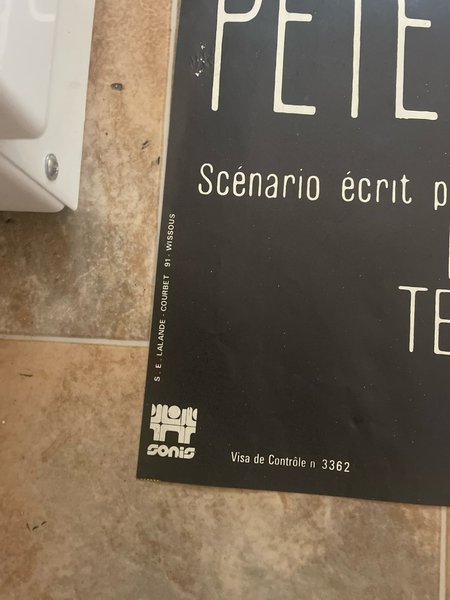 PETE
Scénario écrit p
TE
S.E. LALANDE-COURBET 91-WISSOUS
sonis
Visa de Contrôle n 3362